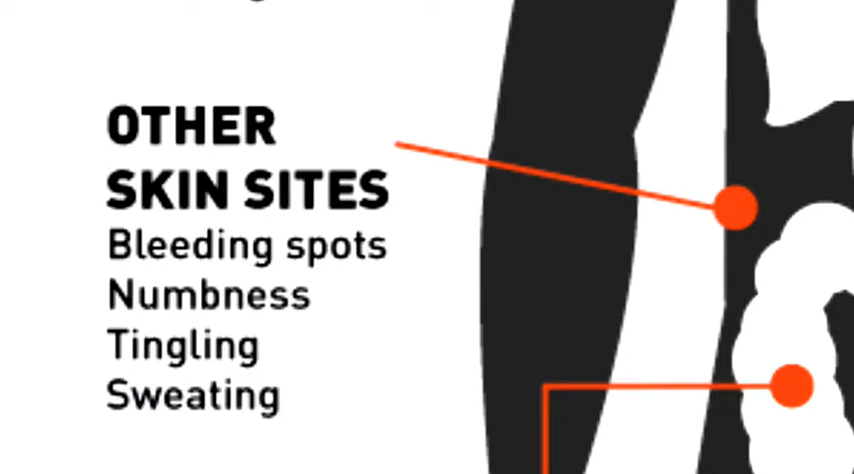 OTHER
SKIN SITES
Bleeding spots
Numbness
Tingling
Sweating